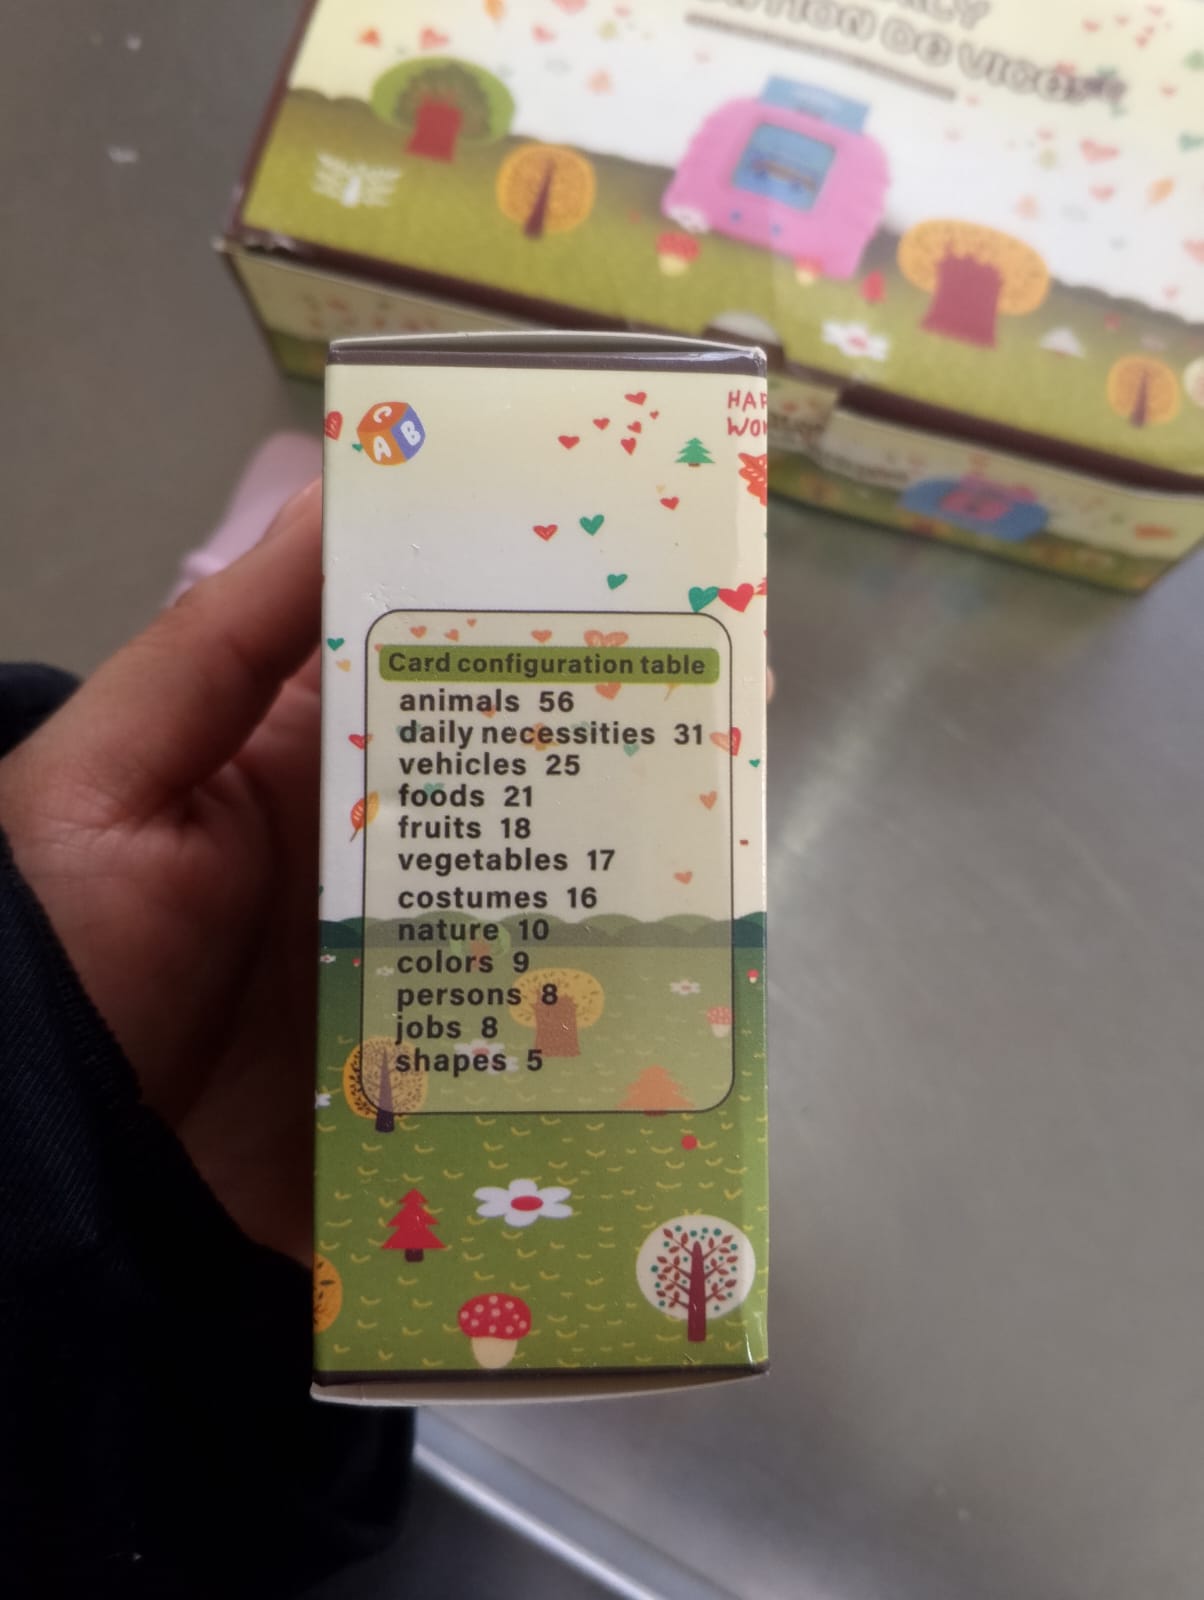 DE
C
A B
Card configuration table
animals 56
daily necessities 31
vehicles 25
foods 21
fruits 18
vegetables 17
costumes 16
nature 10
colors 9
persons 8
jobs 8
shapes 5